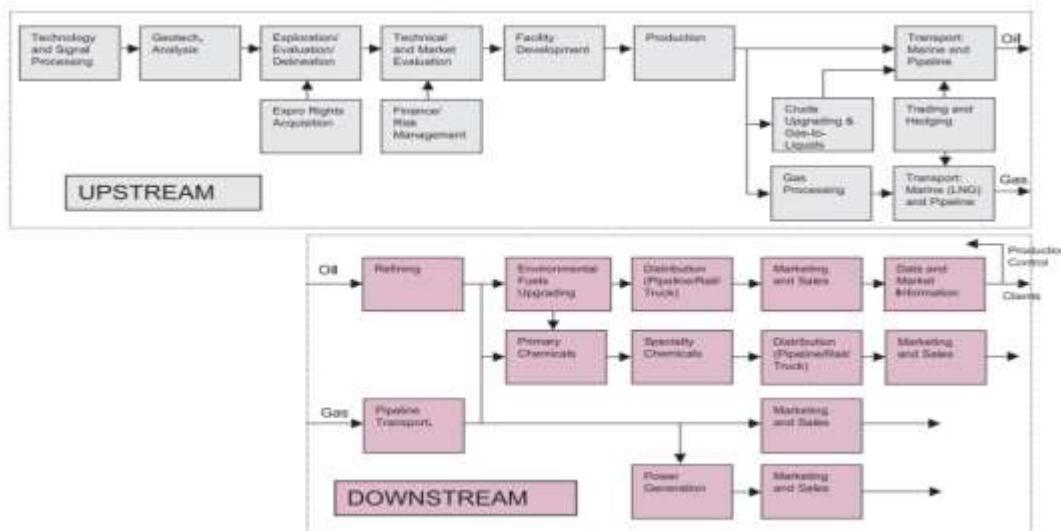 Technology
and Signal
Processing
Geotech.
Analysis
Exploration/
Evaluation/
Delineation
Technical
and Market
Evaluation
Facility
Development
Production
Transport:
Marine and
Pipeline
Oil
Expro Rights
Acquisition
Finance/
Risk
Management
Crude
Upgrading &
Gas-to-
Liquids
Trading and
Hedging
UPSTREAM
Gas
Processing
Transport:
Marine (LNG)
and Pipeline
Gas
Oil
Refining
Environmental
Fuels
Upgrading
Distribution
(Pipeline/Rail/
Truck)
Marketing
and Sales
Data and
Market
Information
Production
Control
Clients
Primary
Chemicals
Specialty
Chemicals
Distribution
(Pipeline/Rail/
Truck)
Marketing
and Sales
Gas
Pipeline
Transport.
Marketing
and Sales
DOWNSTREAM
Power
Generation
Marketing
and Sales